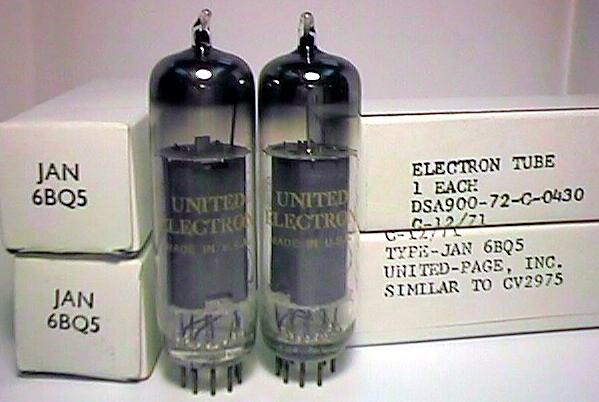 JAN
6BQ5
JAN
6BQ5
UNITED
ELECTRON
MADE IN U.S.A.
UNITED
ELECTRON
MADE IN U.S.A.
ELECTRON TUBE
1 EACH
DSA900-72-C-0430
C-12/71
C-12/71
TYPE-JAN 6BQ5
UNITED-PAGE, INC.
SIMILAR TO CV2975